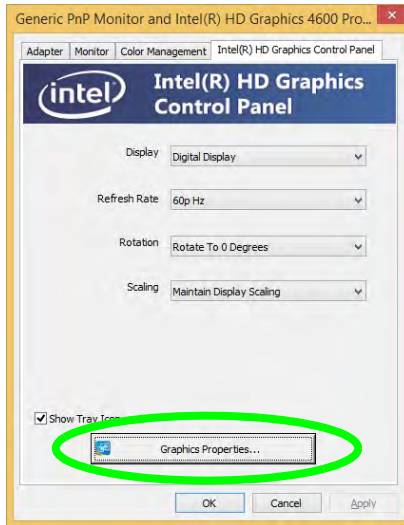 Generic PnP Monitor and Intel(R) HD Graphics 4600 Pro...
Adapter Monitor Color Management Intel(R) HD Graphics Control Panel
intel
Intel(R) HD Graphics
Control Panel
Display Digital Display
Refresh Rate 60p Hz
Rotation Rotate To 0 Degrees
Scaling Maintain Display Scaling
Show Tray Icon
Graphics Properties...
OK Cancel Apply